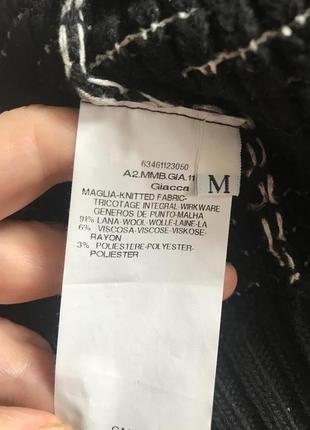 63461123050
A2.MMB.GIA.11
Giacca
M
MAGLIA-KNITTED FABRIC-
TRICOTAGE INTEGRAL-WIRKWARE
GENEROS DE PUNTO-MALHA
91% LANA-WOOL-WOLLE-LAINE-LA
6% VISCOSA-VISCOSE-VISKOSE-
RAYON
3% POLIESTERE-POLYESTER-
POLIESTER